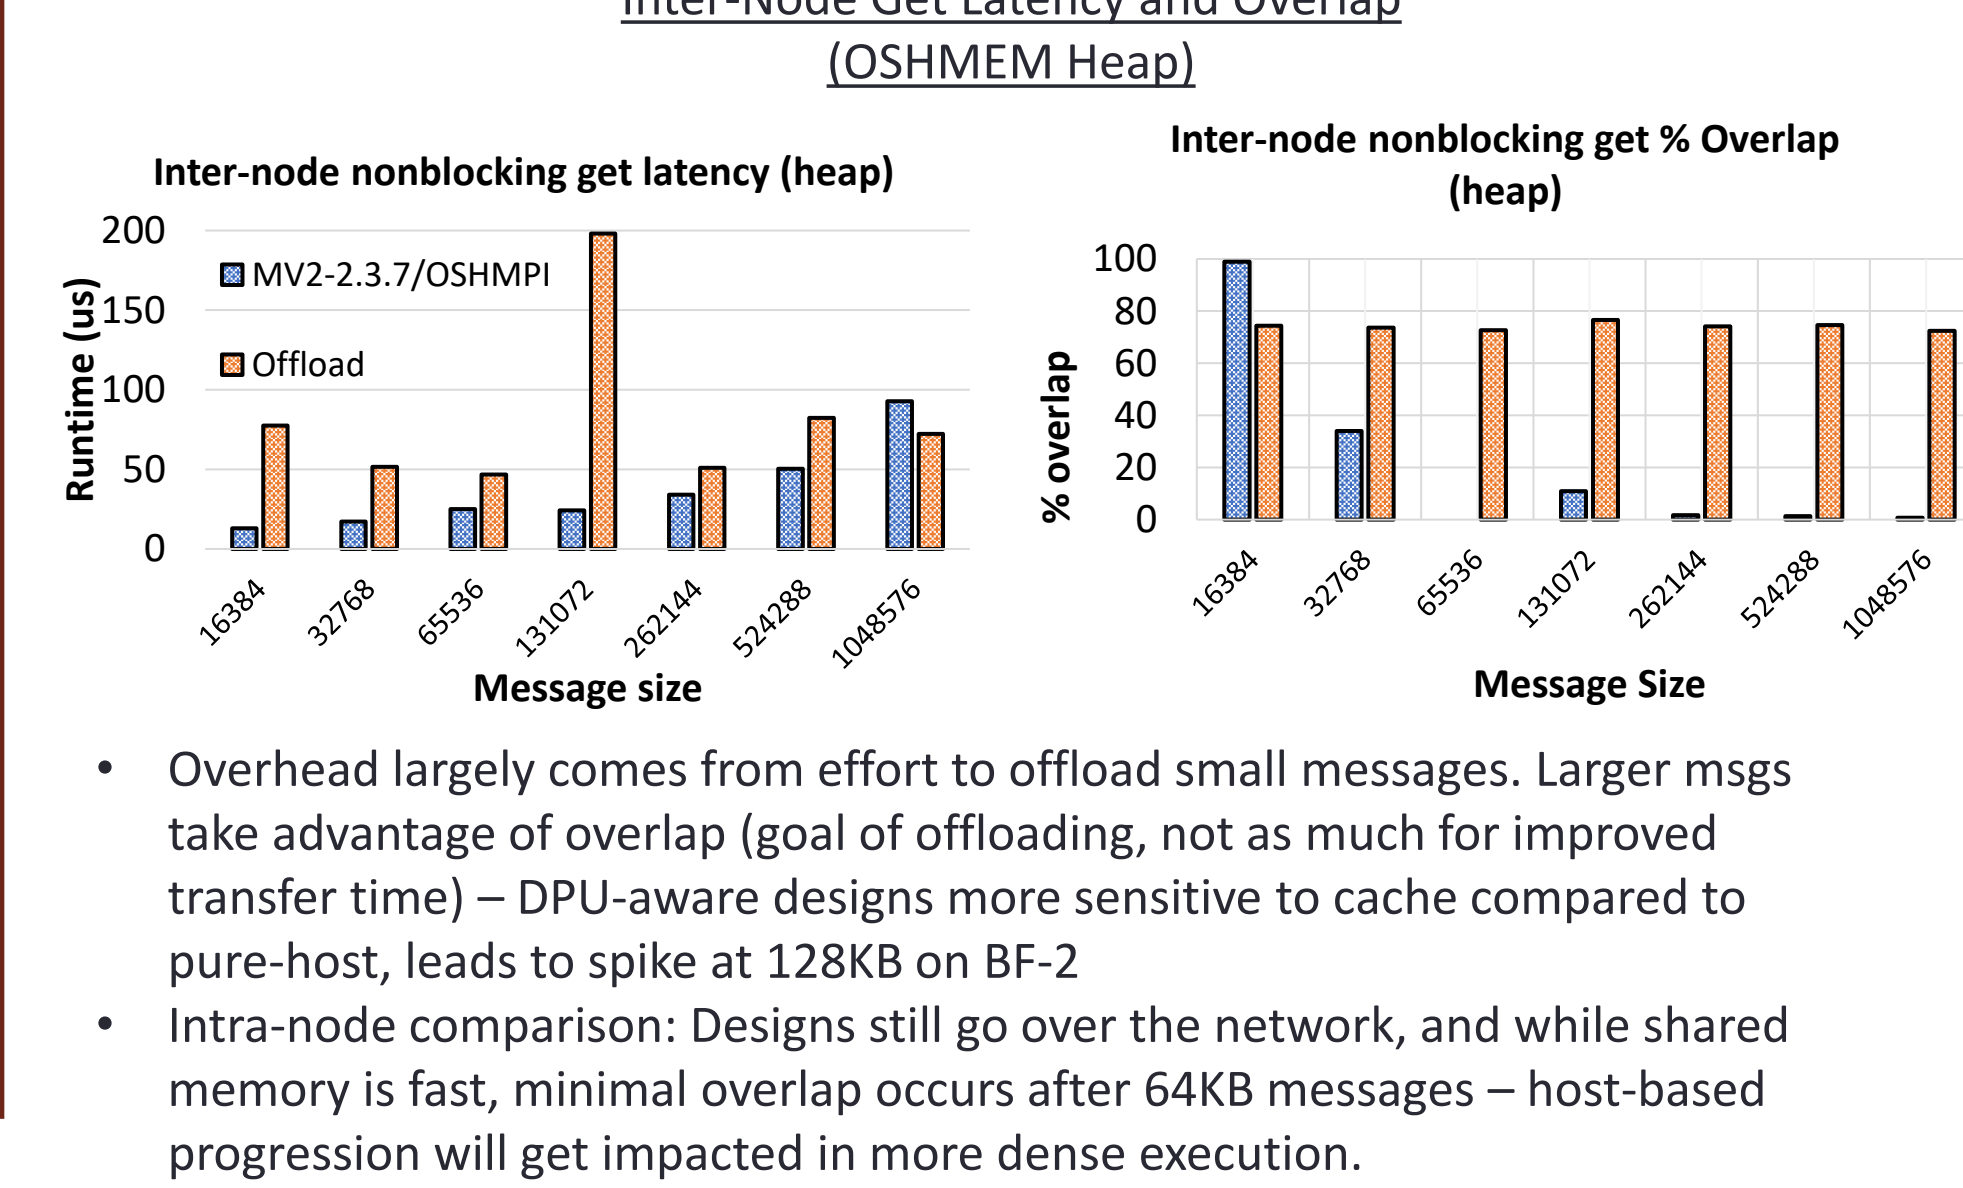 Inter-Node Get Latency and Overlap
(OSHMEM Heap)
Inter-node nonblocking get latency (heap)
Runtime (us)
200
150
100
50
0
MV2-2.3.7/OSHMPI
Offload
16384
32768
65536
131072
262144
524288
1048576
Message size
Inter-node nonblocking get % Overlap
(heap)
% overlap
100
80
60
40
20
0
16384
32768
65536
131072
262144
524288
1048576
Message Size
• Overhead largely comes from effort to offload small messages. Larger msgs
take advantage of overlap (goal of offloading, not as much for improved
transfer time) – DPU-aware designs more sensitive to cache compared to
pure-host, leads to spike at 128KB on BF-2
• Intra-node comparison: Designs still go over the network, and while shared
memory is fast, minimal overlap occurs after 64KB messages – host-based
progression will get impacted in more dense execution.